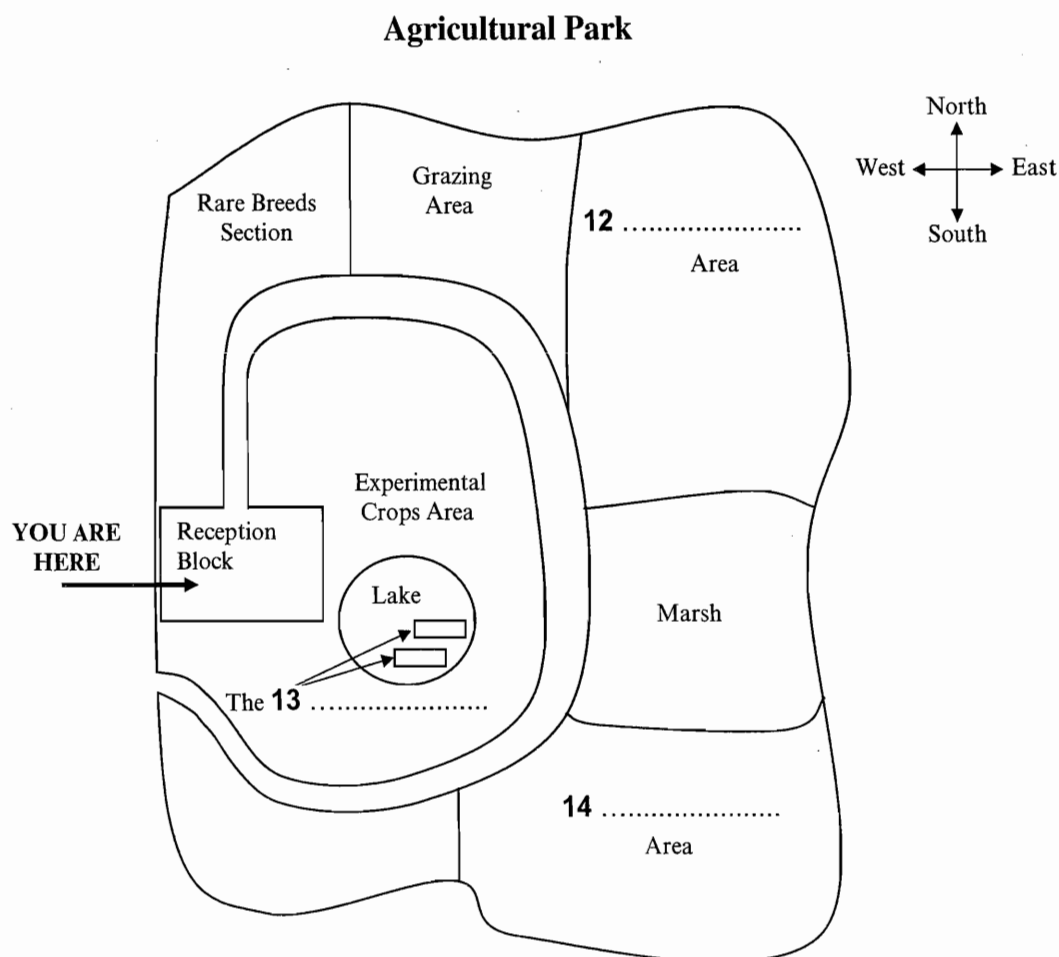 Agricultural Park
North
West East
South
Rare Breeds
Section
Grazing
Area
12 ..........................
Area
Experimental
Crops Area
YOU ARE
HERE
Reception
Block
Lake
Marsh
The 13 ..........................
14 ..........................
Area